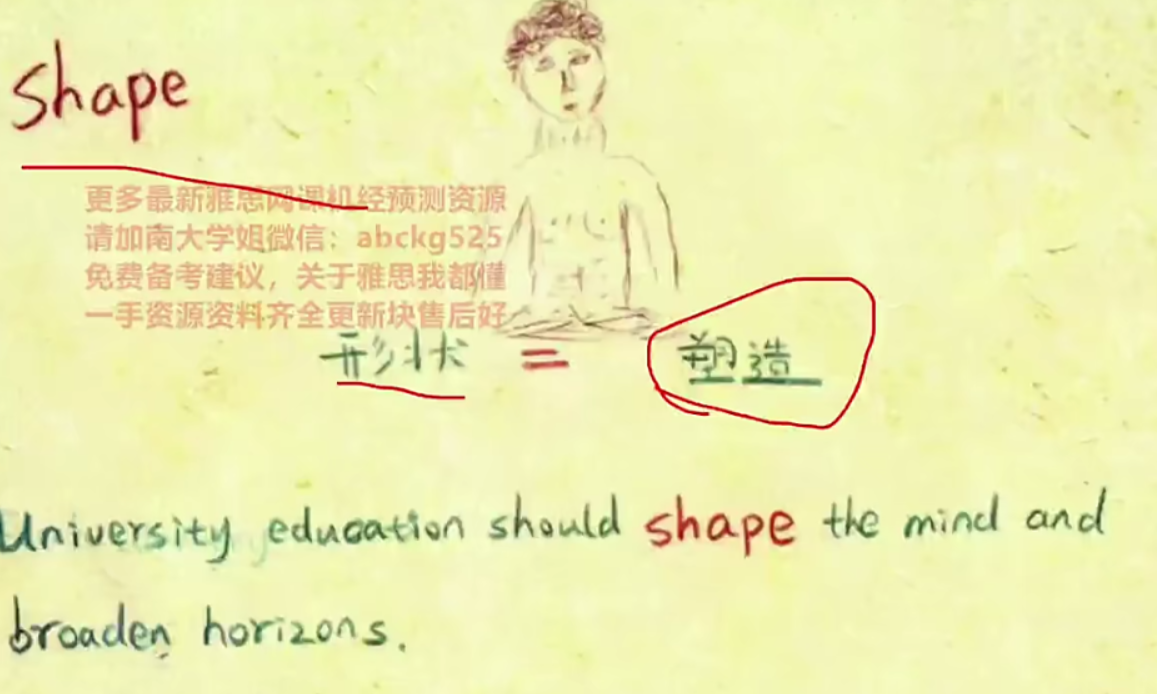 shape
更多最新雅思网课机经预测资源
请加南大学姐微信：abckg525
免费备考建议，关于雅思我都懂
一手资源资料齐全更新块售后好
形状 = 塑造
University education should shape the mind and
broaden horizons.